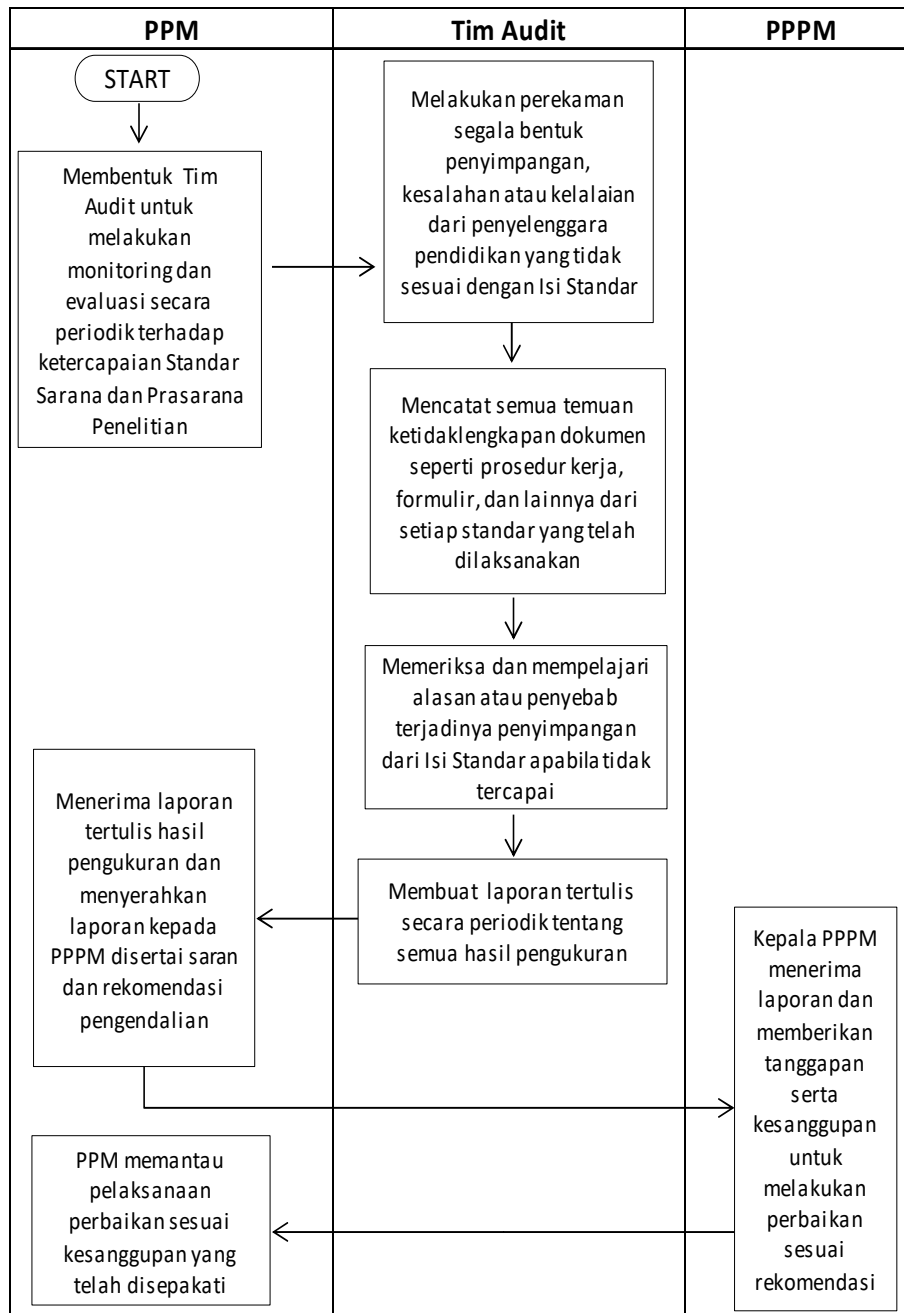 PPM
Tim Audit
PPPM
START
Membentuk Tim
Audit untuk
melakukan
monitoring dan
evaluasi secara
periodik terhadap
ketercapaian Standar
Sarana dan Prasarana
Penelitian
Melakukan perekaman
segala bentuk
penyimpangan,
kesalahan atau kelalaian
dari penyelenggara
pendidikan yang tidak
sesuai dengan Isi Standar
Mencatat semua temuan
ketidaklengkapan dokumen
seperti prosedur kerja,
formulir, dan lainnya dari
setiap standar yang telah
dilaksanakan
Memeriksa dan mempelajari
alasan atau penyebab
terjadinya penyimpangan
dari Isi Standar apabila tidak
tercapai
Membuat laporan tertulis
secara periodik tentang
semua hasil pengukuran
Menerima laporan
tertulis hasil
pengukuran dan
menyerahkan
laporan kepada
PPPM disertai saran
dan rekomendasi
pengendalian
Kepala PPPM
menerima
laporan dan
memberikan
tanggapan
serta
kesanggupan
untuk
melakukan
perbaikan
sesuai
rekomendasi
PPM memantau
pelaksanaan
perbaikan sesuai
kesanggupan yang
telah disepakati